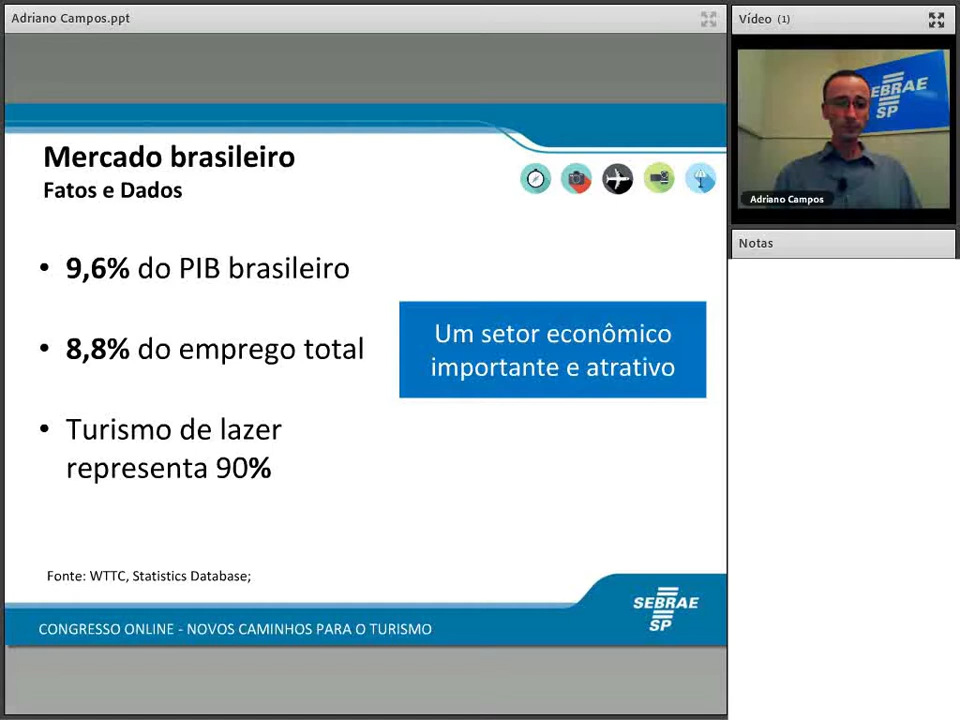 Adriano Campos.ppt
Mercado brasileiro
Fatos e Dados
• 9,6% do PIB brasileiro
• 8,8% do emprego total
• Turismo de lazer
representa 90%
Um setor econômico
importante e atrativo
Fonte: WTTC, Statistics Database;
CONGRESSO ONLINE - NOVOS CAMINHOS PARA O TURISMO
SEBRAE
SP
Vídeo (1)
EBRAE
SP
Adriano Campos
Notas